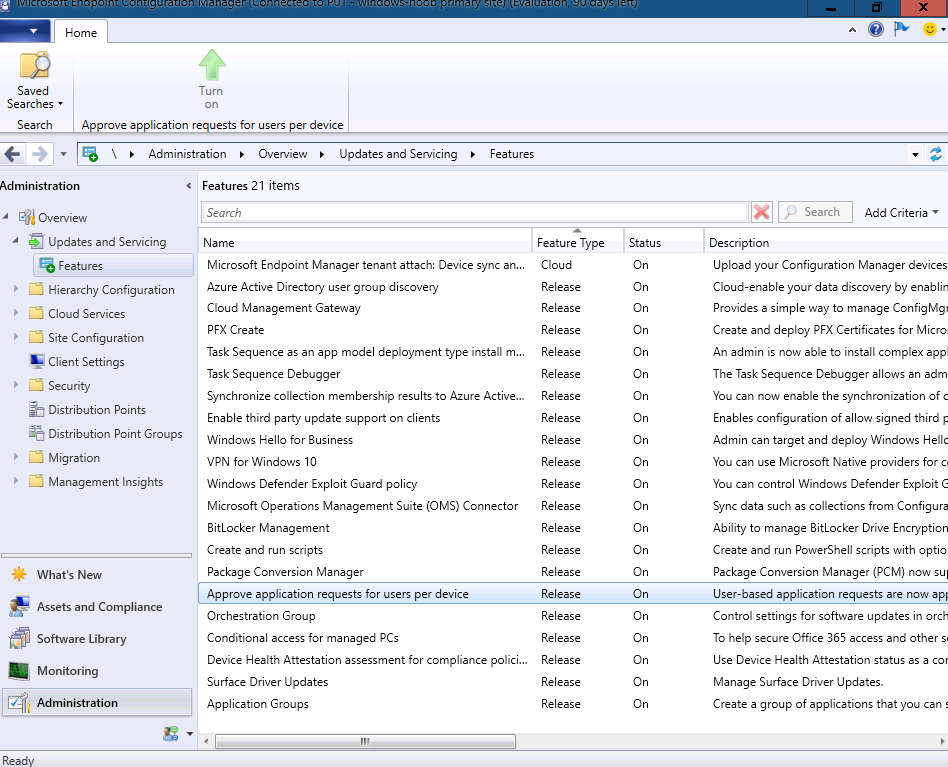 Microsoft Endpoint Configuration Manager (Connected to P01 - windows-noob primary site) (Evaluation, 90 days left)
Home
Saved
Searches
Search
Turn
on
Approve application requests for users per device
\ Administration Overview Updates and Servicing Features
Administration
Overview
Updates and Servicing
Features
Hierarchy Configuration
Cloud Services
Site Configuration
Client Settings
Security
Distribution Points
Distribution Point Groups
Migration
Management Insights
What's New
Assets and Compliance
Software Library
Monitoring
Administration
Features 21 items
Search Search Add Criteria
Name Feature Type Status Description
Microsoft Endpoint Manager tenant attach: Device sync an... Cloud On Upload your Configuration Manager devices
Azure Active Directory user group discovery Release On Cloud-enable your data discovery by enablin
Cloud Management Gateway Release On Provides a simple way to manage ConfigMgr
PFX Create Release On Create and deploy PFX Certificates for Micros
Task Sequence as an app model deployment type install m... Release On An admin is now able to install complex appl
Task Sequence Debugger Release On The Task Sequence Debugger allows an adm
Synchronize collection membership results to Azure Active... Release On You can now enable the synchronization of c
Enable third party update support on clients Release On Enables configuration of allow signed third p
Windows Hello for Business Release On Admin can target and deploy Windows Hello
VPN for Windows 10 Release On You can use Microsoft Native providers for co
Windows Defender Exploit Guard policy Release On You can control Windows Defender Exploit G
Microsoft Operations Management Suite (OMS) Connector Release On Sync data such as collections from Configura
BitLocker Management Release On Ability to manage BitLocker Drive Encryption
Create and run scripts Release On Create and run PowerShell scripts with optio
Package Conversion Manager Release On Package Conversion Manager (PCM) now sup
Approve application requests for users per device Release On User-based application requests are now app
Orchestration Group Release On Control settings for software updates in orch
Conditional access for managed PCs Release On To help secure Office 365 access and other se
Device Health Attestation assessment for compliance polici... Release On Use Device Health Attestation status as a con
Surface Driver Updates Release On Manage Surface Driver Updates.
Application Groups Release On Create a group of applications that you can s
Ready